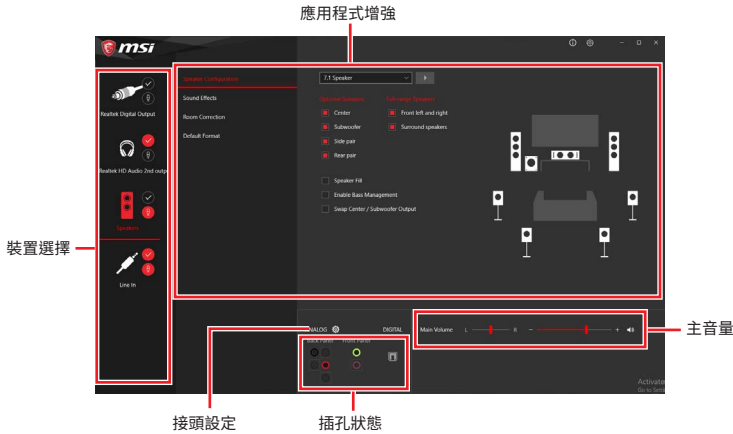 應用程式增強
msi
Speaker Configuration
Sound Effects
Room Correction
Default Format
7.1 Speaker
Optional Speakers
Full-range Speakers
Center
Front left and right
Subwoofer
Surround speakers
Side pair
Rear pair
Speaker Fill
Enable Bass Management
Swap Center / Subwoofer Output
Realtek Digital Output
Realtek HD Audio 2nd outp
Speakers
Line In
裝置選擇
ANALOG
DIGITAL
Back Panel
Front Panel
Main Volume
L
R
－
+
主音量
Activate
Go to Setti
接頭設定
插孔狀態